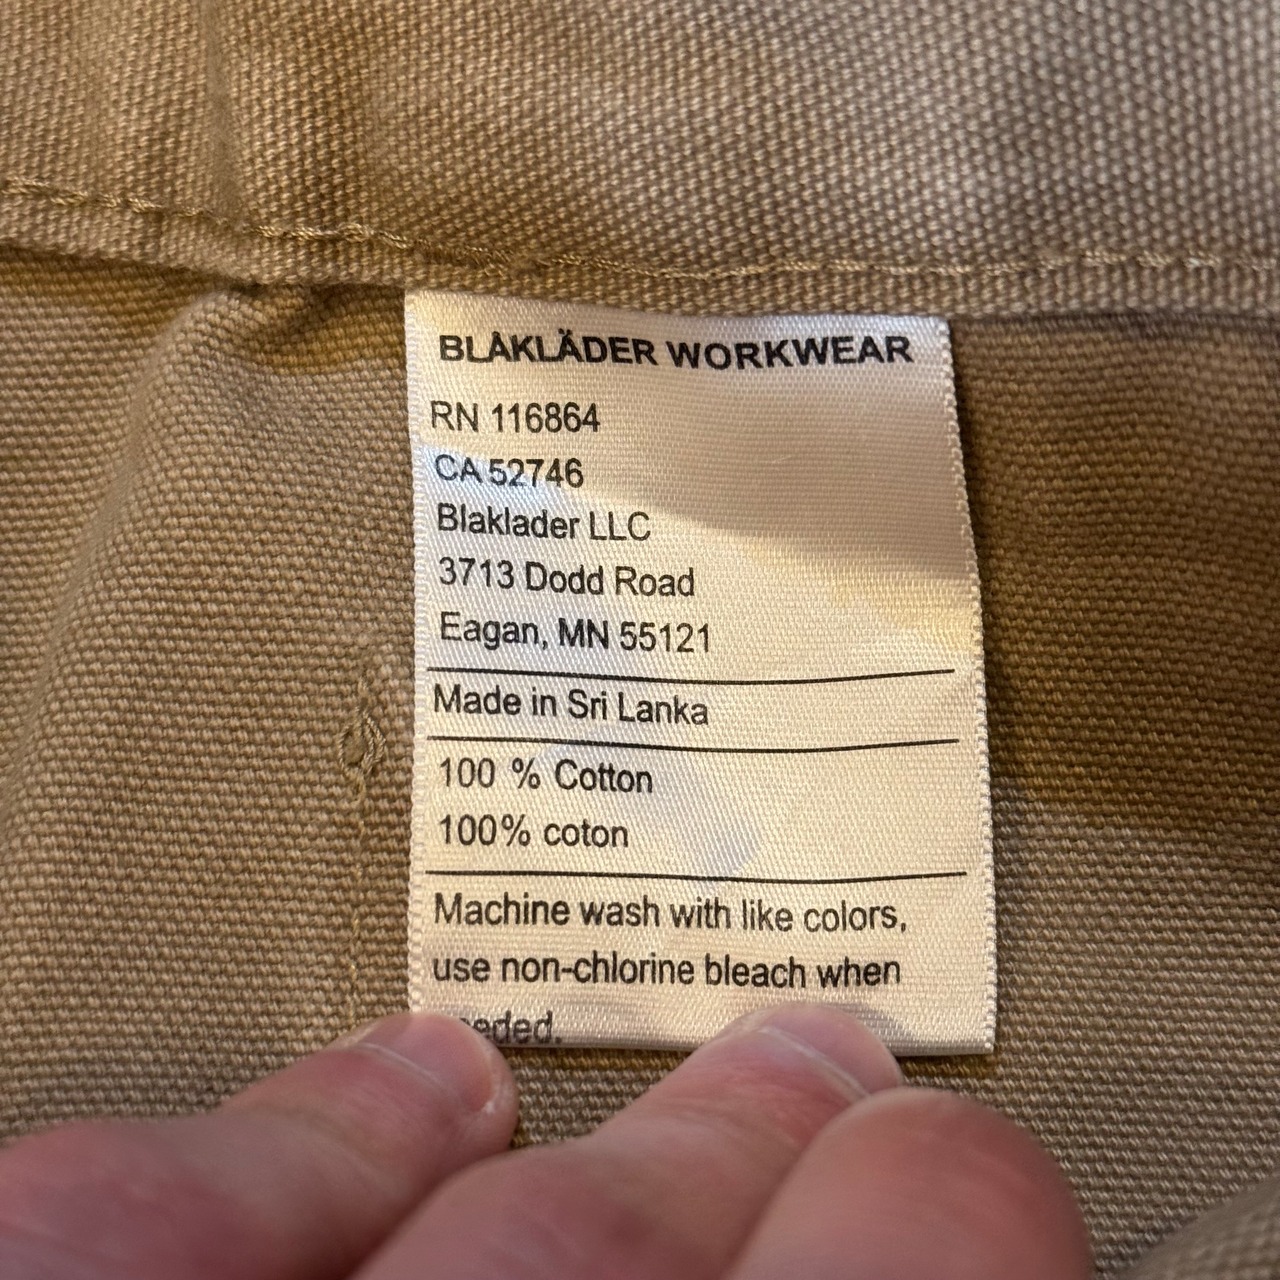 BLÅKLÄDER WORKWEAR
RN 116864
CA 52746
Blaklader LLC
3713 Dodd Road
Eagan, MN 55121
Made in Sri Lanka
100 % Cotton
100% coton
Machine wash with like colors,
use non-chlorine bleach when